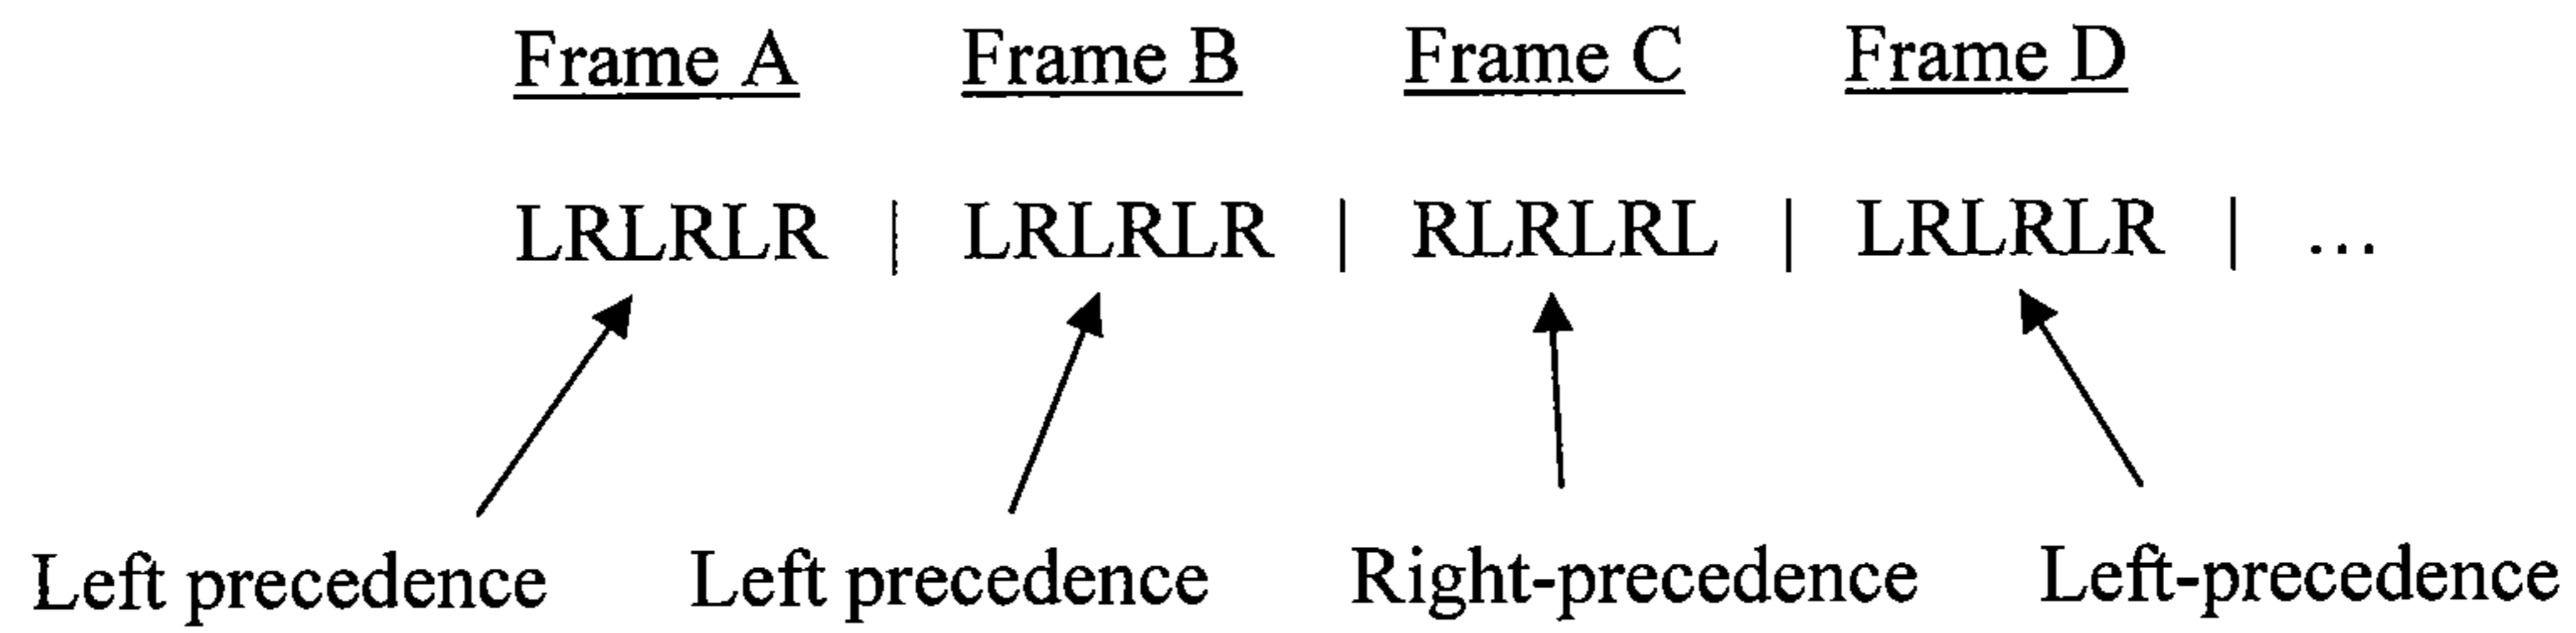 Frame A Frame B Frame C Frame D
LRLRLR | LRLRLR | RLRLRL | LRLRLR | ...
Left precedence Left precedence Right-precedence Left-precedence